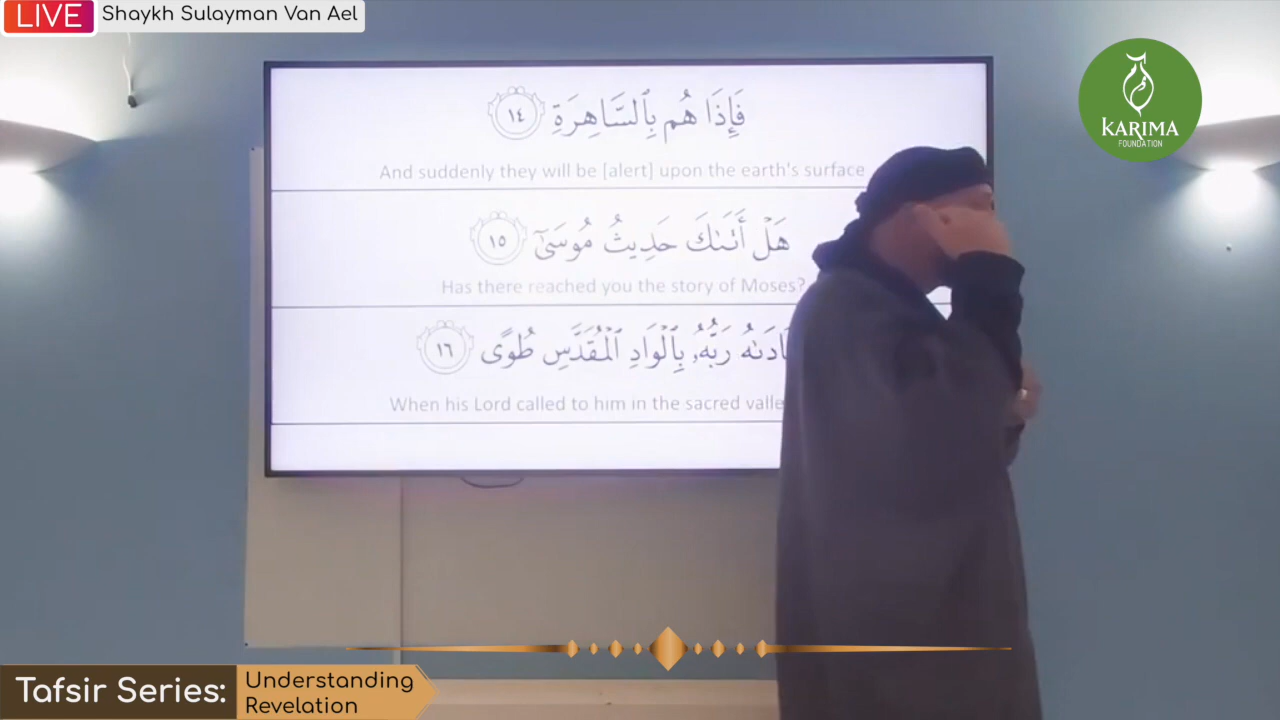 LIVE
Shaykh Sulayman Van Ael
KARIMA
FOUNDATION
فَإِذَا هُم بِٱلسَّاهِرَةِ ١٤
And suddenly they will be [alert] upon the earth's surface
هَلْ أَتَىٰكَ حَدِيثُ مُوسَىٰٓ ١٥
Has there reached you the story of Moses?
رَبُّهُۥ بِٱلْوَادِ ٱلْمُقَدَّسِ طُوًى ١٦
When his Lord called to him in the sacred
Tafsir Series:
Understanding
Revelation